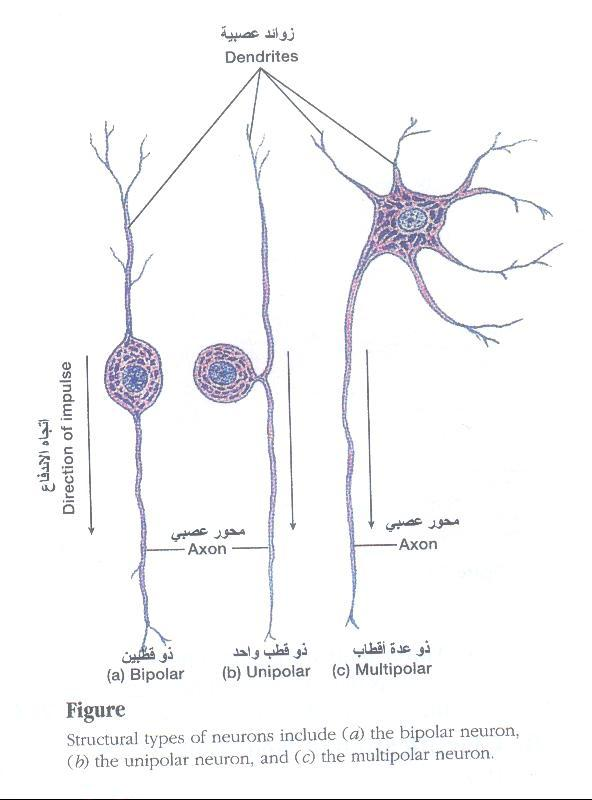 زوائد عصبية
Dendrites
اتجاه الاندفاع
Direction of impulse
محور عصبي
Axon
محور عصبي
Axon
ذو قطبين
(a) Bipolar
ذو قطب واحد
(b) Unipolar
ذو عدة أقطاب
(c) Multipolar
Figure
Structural types of neurons include (a) the bipolar neuron,
(b) the unipolar neuron, and (c) the multipolar neuron.